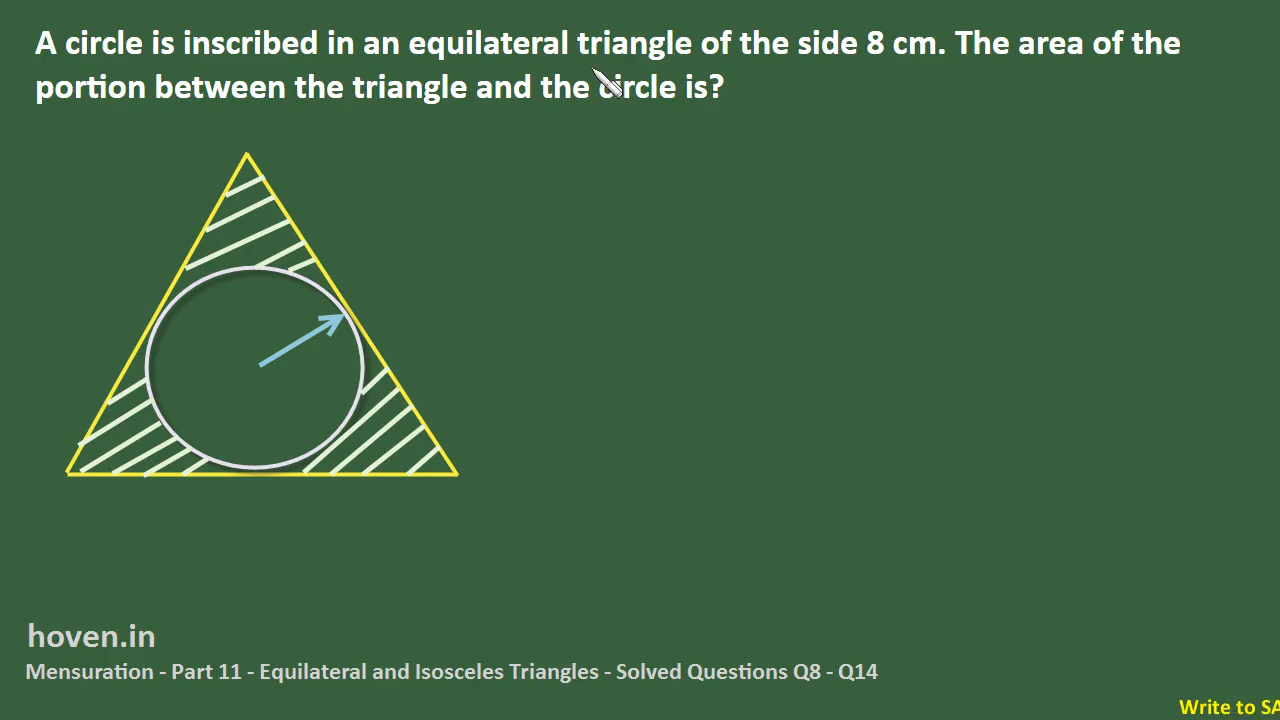 A circle is inscribed in an equilateral triangle of the side 8 cm. The area of the
portion between the triangle and the circle is?
hoven.in
Mensuration - Part 11 - Equilateral and Isosceles Triangles - Solved Questions Q8 - Q14
Write to SA